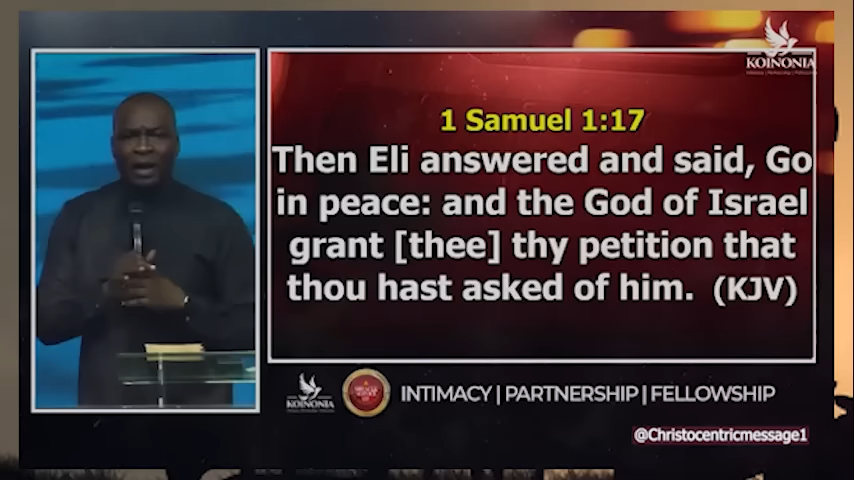 KOINONIA
1 Samuel 1:17
Then Eli answered and said, Go
in peace: and the God of Israel
grant [thee] thy petition that
thou hast asked of him. (KJV)
KOINONIA
INTIMACY | PARTNERSHIP | FELLOWSHIP
@Christocentricmessage1